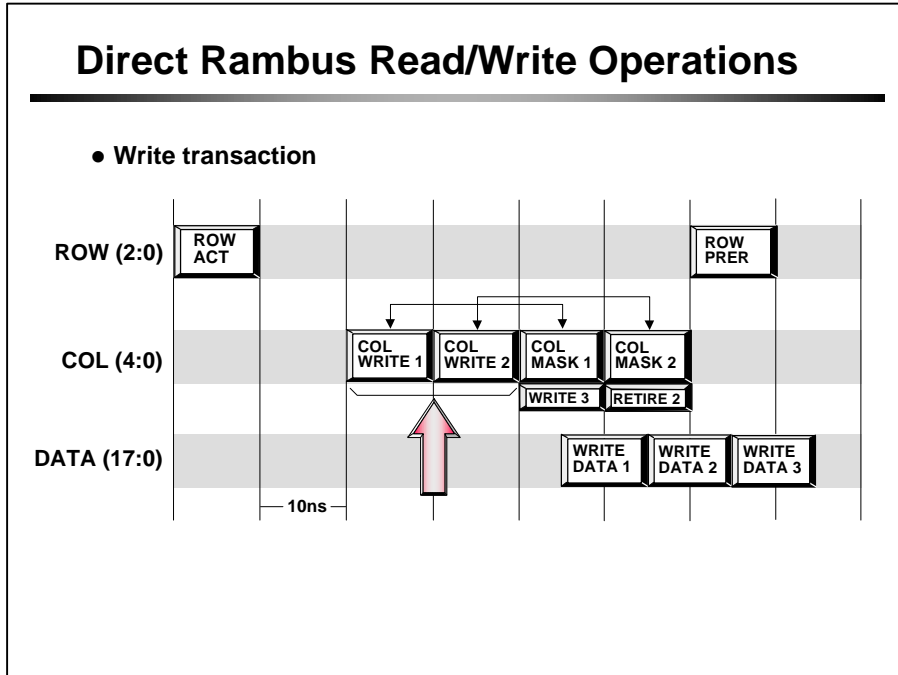 Direct Rambus Read/Write Operations
● Write transaction
ROW (2:0)
ROW
ACT
ROW
PRER
COL (4:0)
COL
WRITE 1
COL
WRITE 2
COL
MASK 1
COL
MASK 2
WRITE 3
RETIRE 2
DATA (17:0)
WRITE
DATA 1
WRITE
DATA 2
WRITE
DATA 3
10ns